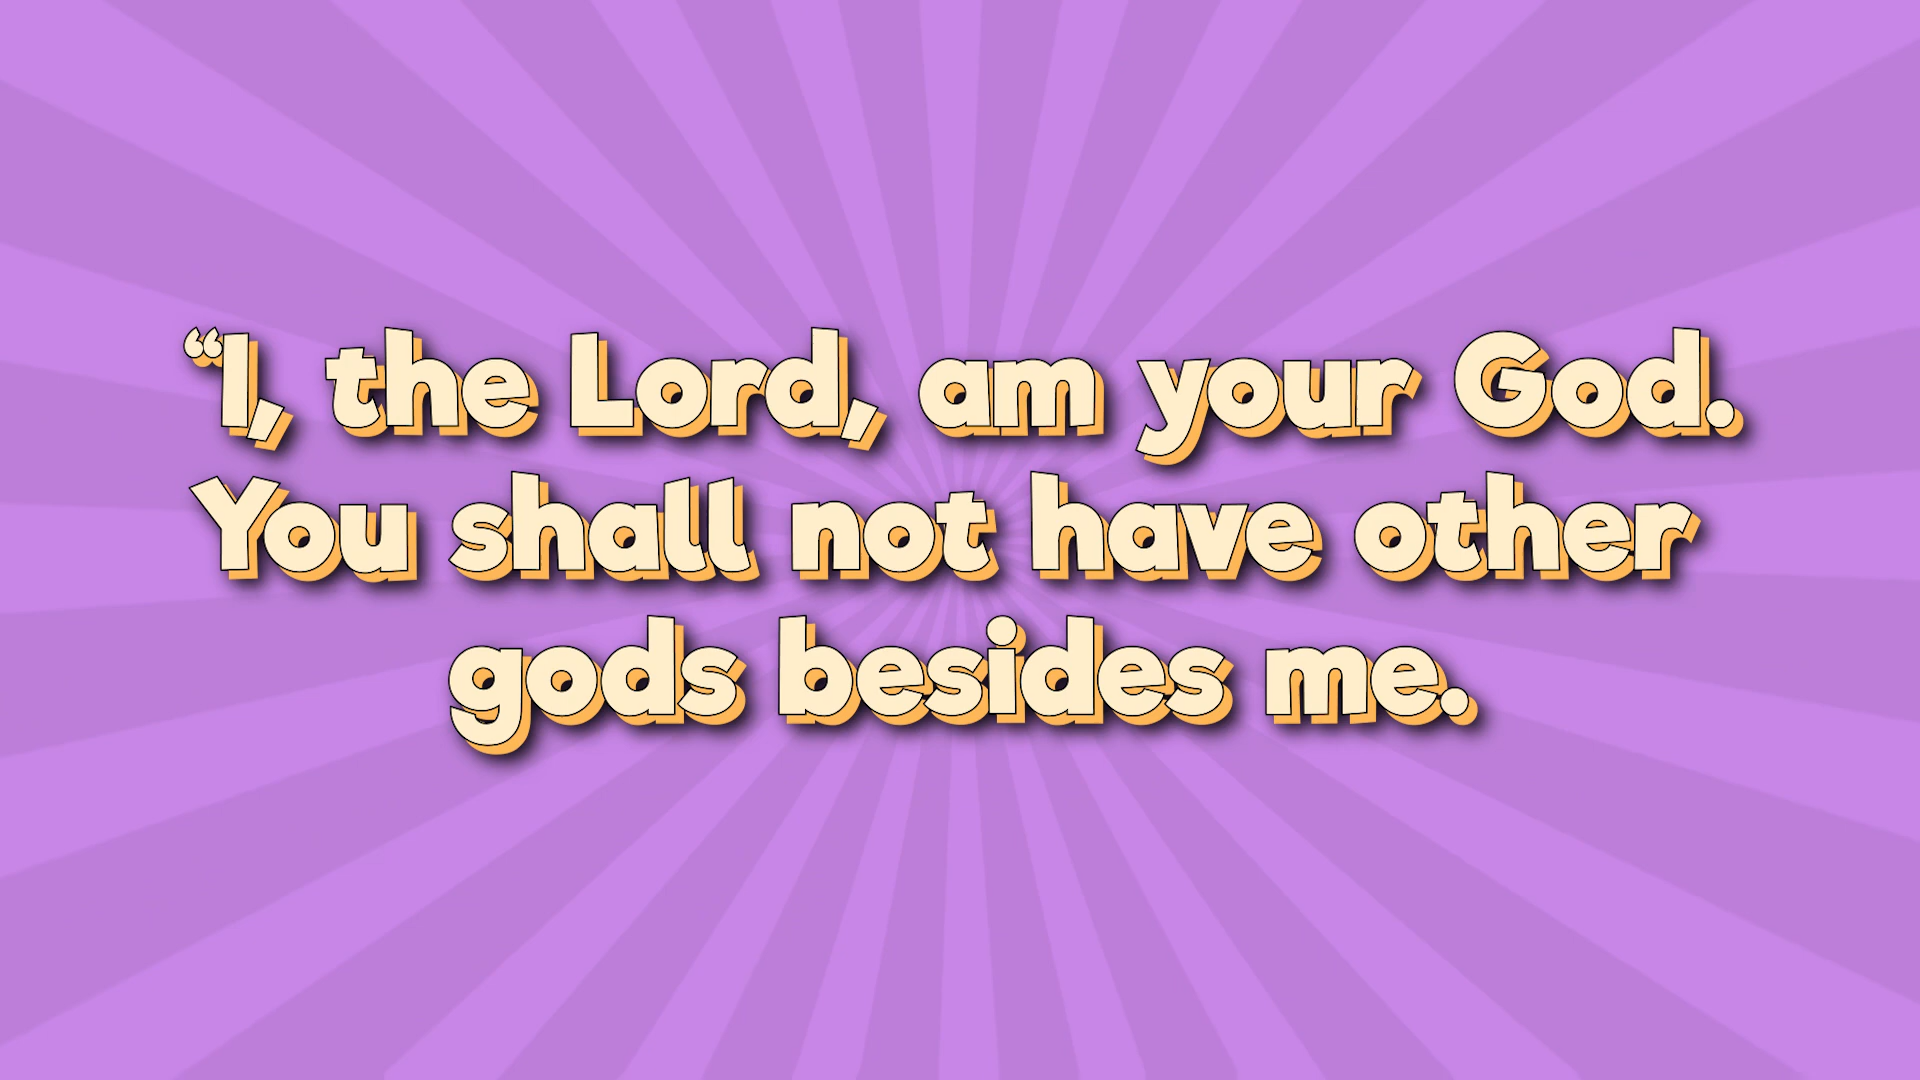 “I, the Lord, am your God.
You shall not have other
gods besides me.